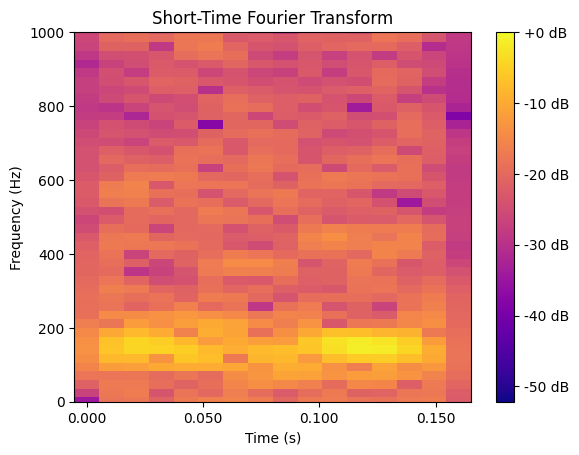 Short-Time Fourier Transform
1000
800
600
400
200
0
Frequency (Hz)
0.000
0.050
0.100
0.150
Time (s)
+0 dB
-10 dB
-20 dB
-30 dB
-40 dB
-50 dB